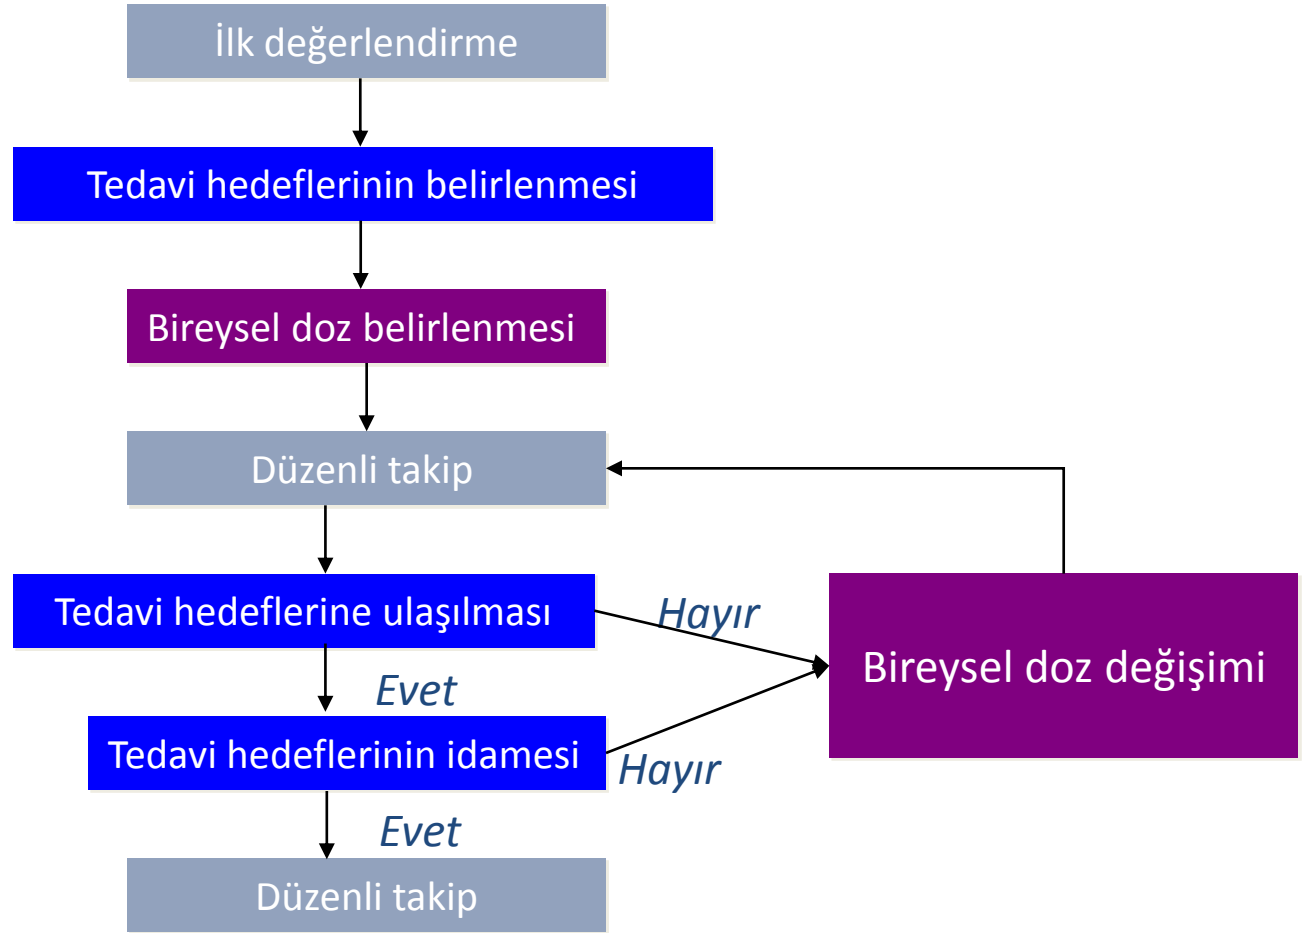 İlk değerlendirme
Tedavi hedeflerinin belirlenmesi
Bireysel doz belirlenmesi
Düzenli takip
Tedavi hedeflerine ulaşılması
Hayır
Bireysel doz değişimi
Evet
Tedavi hedeflerinin idamesi
Hayır
Evet
Düzenli takip